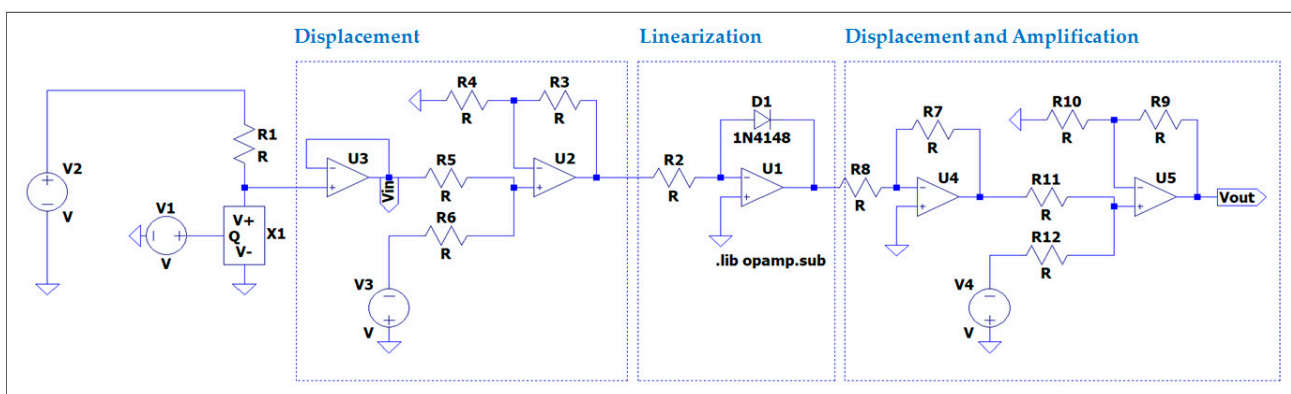 Displacement
Linearization
Displacement and Amplification
R4
R
R3
R
D1
1N4148
R7
R
R10
R
R9
R
R1
R
V2
V
V1
V
V+
Q
V-
X1
U3
Vin
R5
R
R6
R
U2
V3
V
R2
R
U1
.lib opamp.sub
R8
R
U4
R11
R
R12
R
V4
V
U5
Vout